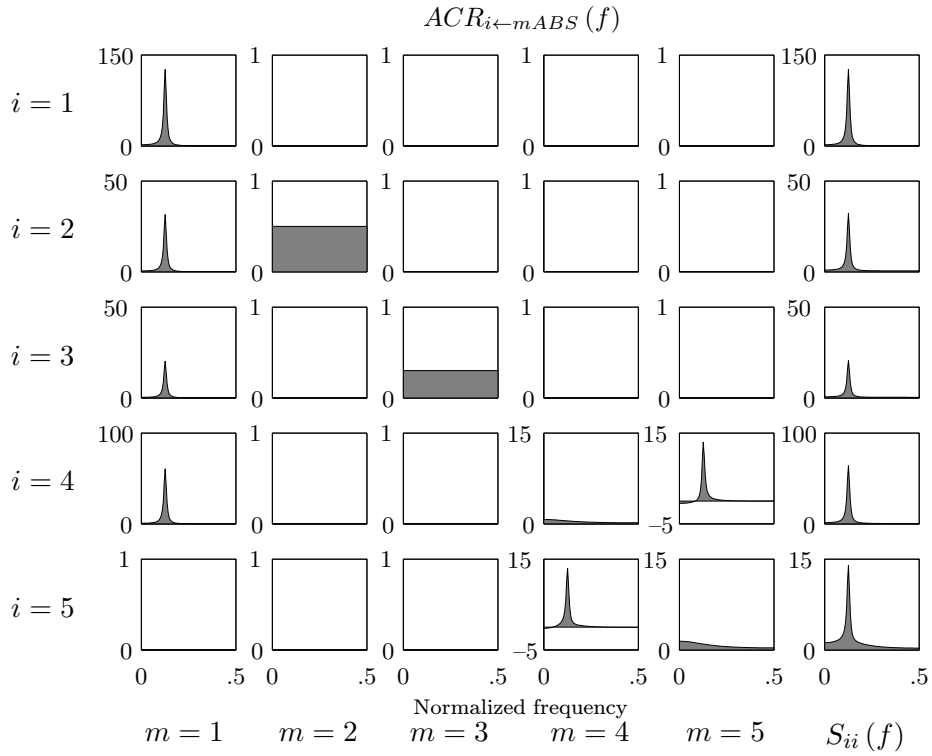 ACR_{i←mABS} (f)
150 1 1 1 1 150
i = 1
0 0 0 0 0 0
50 1 1 1 1 50
i = 2
0 0 0 0 0 0
50 1 1 1 1 50
i = 3
0 0 0 0 0 0
100 1 1 15 15 100
i = 4
0 0 0 0 −5 0
1 1 1 15 15 15
i = 5
0 0 0 −5 0 0
0 .5 0 .5 0 .5 0 .5 0 .5 0 .5
Normalized frequency
m = 1 m = 2 m = 3 m = 4 m = 5 S_{ii} (f)